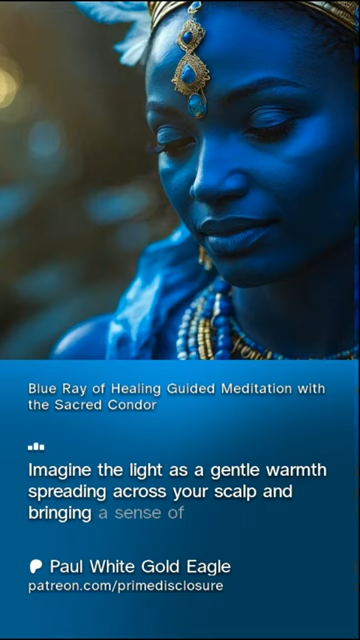 Blue Ray of Healing Guided Meditation with
the Sacred Condor
Imagine the light as a gentle warmth
spreading across your scalp and
bringing a sense of
Paul White Gold Eagle
patreon.com/primedisclosure